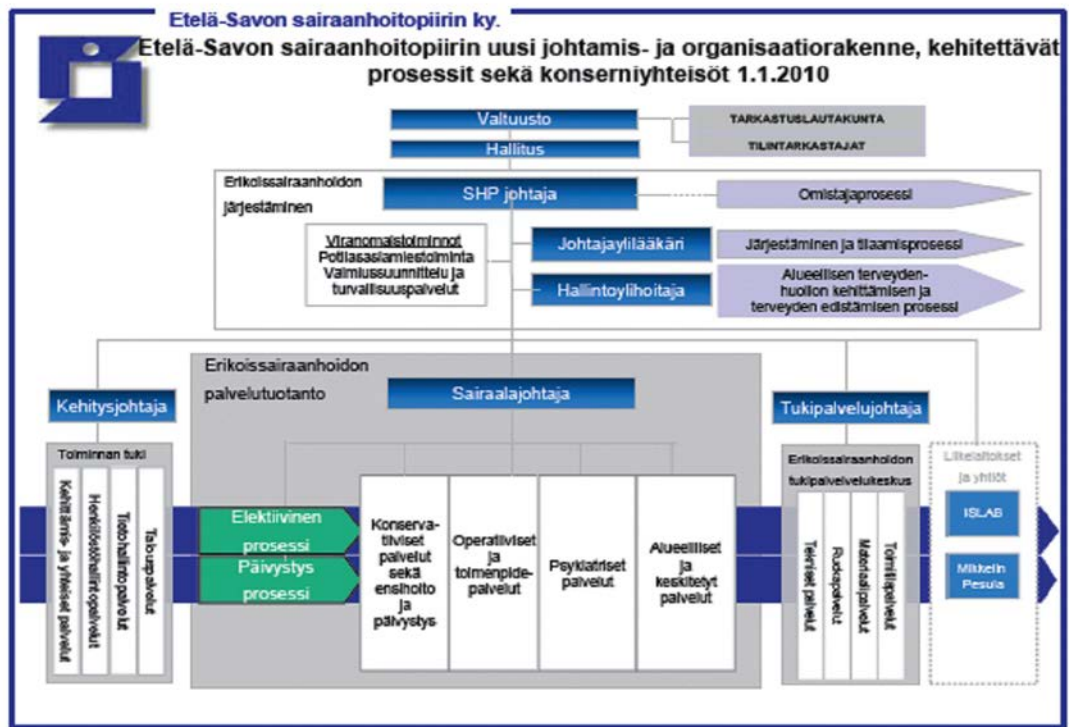 Etelä-Savon sairaanhoitopiirin ky.
Etelä-Savon sairaanhoitopiirin uusi johtamis- ja organisaatiorakenne, kehitettävät
prosessit sekä konserniyhteisöt 1.1.2010
Valtuusto
TARKASTUSLAUTAKUNTA
TILINTARKASTAJAT
Hallitus
Erikoissairaanhoidon
järjestäminen
SHP johtaja
Omistajaprosessi
Viranomaistoiminnot
Potilasasiamiestoiminta
Valmiussuunnittelu ja
turvallisuuspalvelut
Johtajaylilääkäri
Järjestäminen ja tilaamisprosessi
Hallintoylihoitaja
Alueellisen terveyden-
huollon kehittämisen ja
terveyden edistämisen prosessi
Erikoissairaanhoidon
palvelutuotanto
Kehitysjohtaja
Sairaalajohtaja
Tukipalvelujohtaja
Toiminnan tuki
Kehittämis- ja yhteiset palvelut
Henkilöstöhallintopalvelut
Tietohallintopalvelut
Talouspalvelut
Elektiivinen
prosessi
Päivystys
prosessi
Konserva-
tiiviset
palvelut
sekä
ensihoito
ja
päivystys
Operatiiviset
ja
toimenpide-
palvelut
Psykiatriset
palvelut
Alueelliset
ja
keskitetyt
palvelut
Erikoissairaanhoidon
tukipalvelvelukeskus
Tekniset palvelut
Ruokapalvelut
Materiaalipalvelut
Toimitilapalvelut
Liikelaitokset
ja yhtiöt
ISLAB
Mikkelin
Pesula